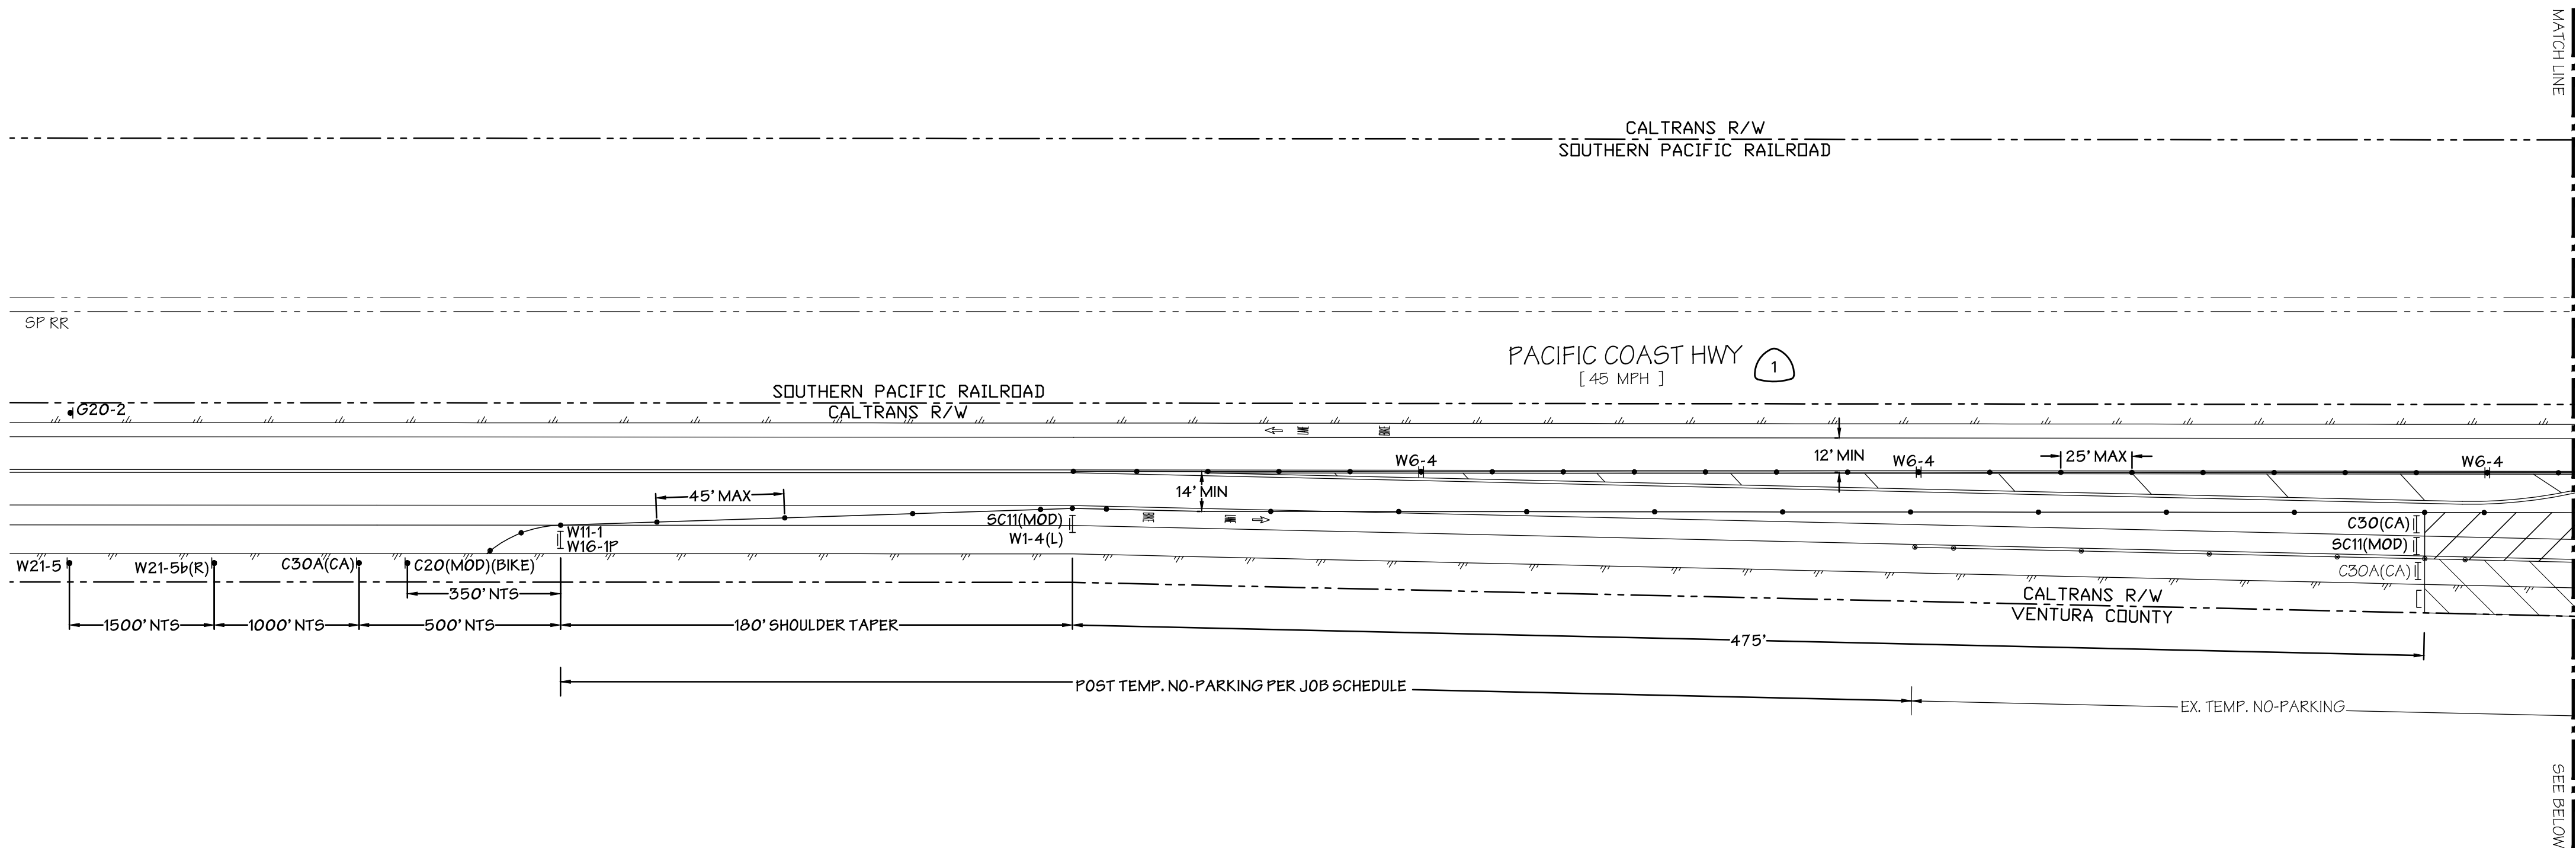 MATCH LINE
CALTRANS R/W
SOUTHERN PACIFIC RAILROAD
SP RR
PACIFIC COAST HWY
1
[ 45 MPH ]
SOUTHERN PACIFIC RAILROAD
CALTRANS R/W
G20-2
LANE
BIKE
W6-4
12' MIN
W6-4
25' MAX
W6-4
14' MIN
45' MAX
SC11(MOD)
W1-4(L)
BIKE
LANE
C30(CA)
SC11(MOD)
C30A(CA)
W11-1
W16-1P
W21-5
W21-5b(R)
C30A(CA)
C20(MOD)(BIKE)
350' NTS
1500' NTS
1000' NTS
500' NTS
180' SHOULDER TAPER
475'
CALTRANS R/W
VENTURA COUNTY
POST TEMP. NO-PARKING PER JOB SCHEDULE
EX. TEMP. NO-PARKING
SEE BELOW